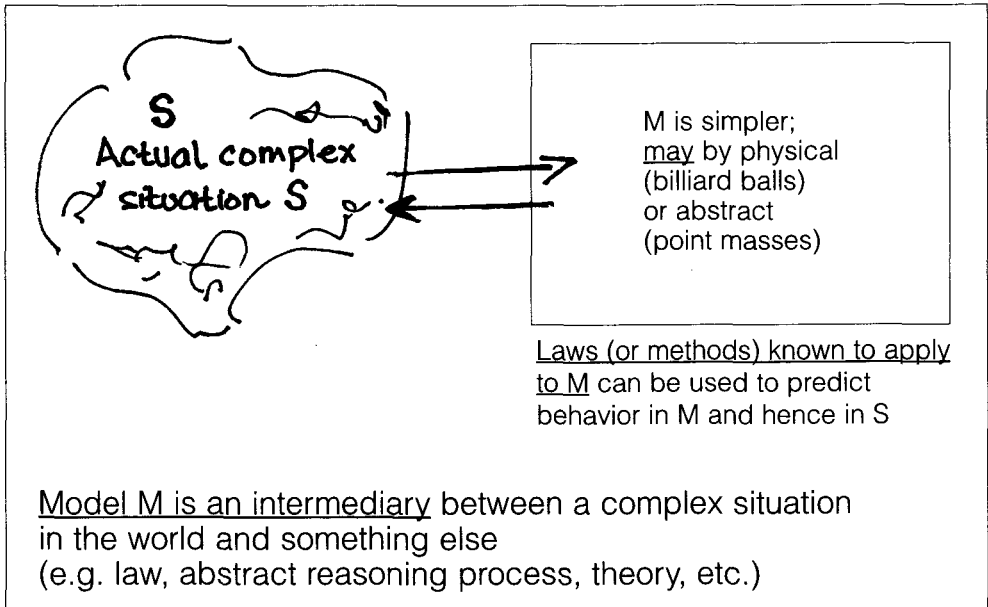 S
Actual complex
situation S
M is simpler;
may by physical
(billiard balls)
or abstract
(point masses)
Laws (or methods) known to apply
to M can be used to predict
behavior in M and hence in S
Model M is an intermediary between a complex situation
in the world and something else
(e.g. law, abstract reasoning process, theory, etc.)